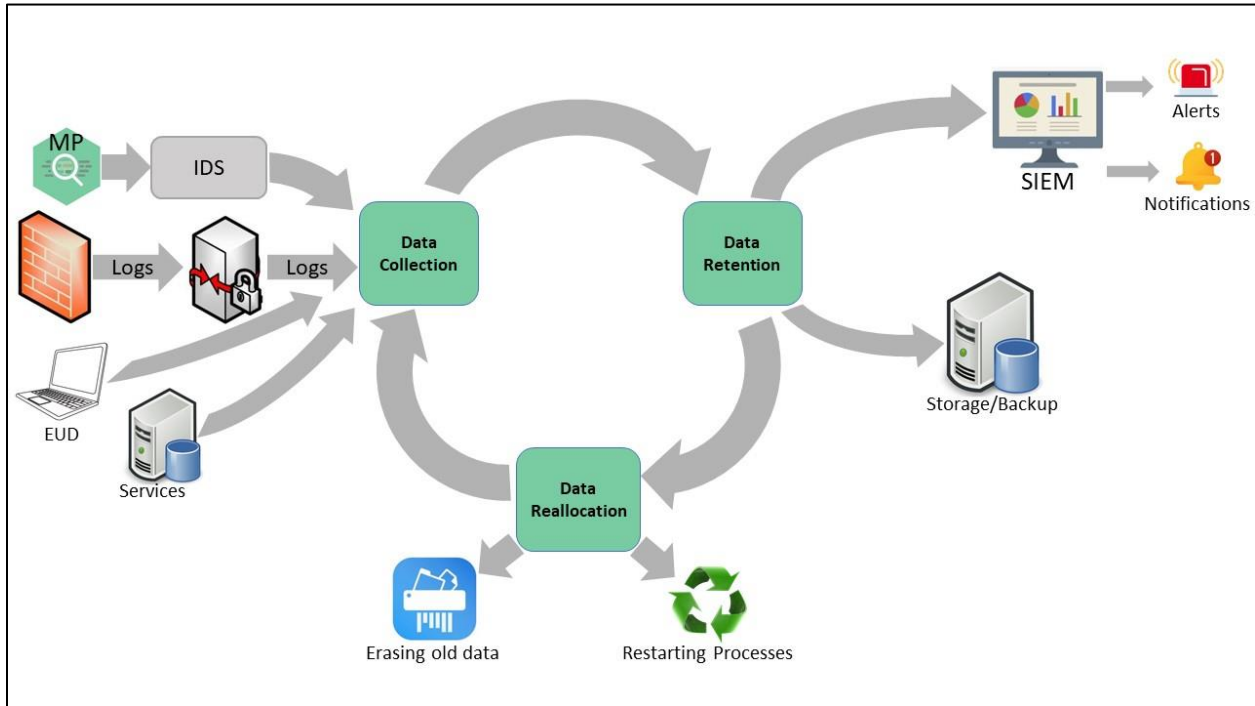 MP
IDS
Logs
Logs
EUD
Services
Data
Collection
Data
Retention
Data
Reallocation
Erasing old data
Restarting Processes
SIEM
Alerts
1
Notifications
Storage/Backup